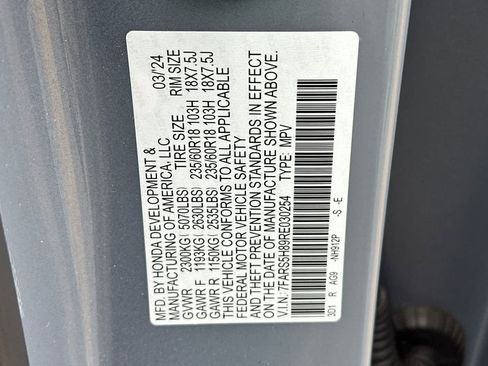 MFD. BY HONDA DEVELOPMENT & 03/'24
MANUFACTURING OF AMERICA, LLC
TIRE SIZE RIM SIZE
GVWR 2300KG(5070LBS)
GAWR F 1193KG(2630LBS) 235/60R18 103H 18X7.5J
GAWR R 1150KG(2535LBS) 235/60R18 103H 18X7.5J
THIS VEHICLE CONFORMS TO ALL APPLICABLE
FEDERAL MOTOR VEHICLE SAFETY
AND THEFT PREVENTION STANDARDS IN EFFECT
ON THE DATE OF MANUFACTURE SHOWN ABOVE.
V.I.N.:7FARS5H89RE030254 TYPE: MPV
3D1 R AG9 -NH912P -S -E